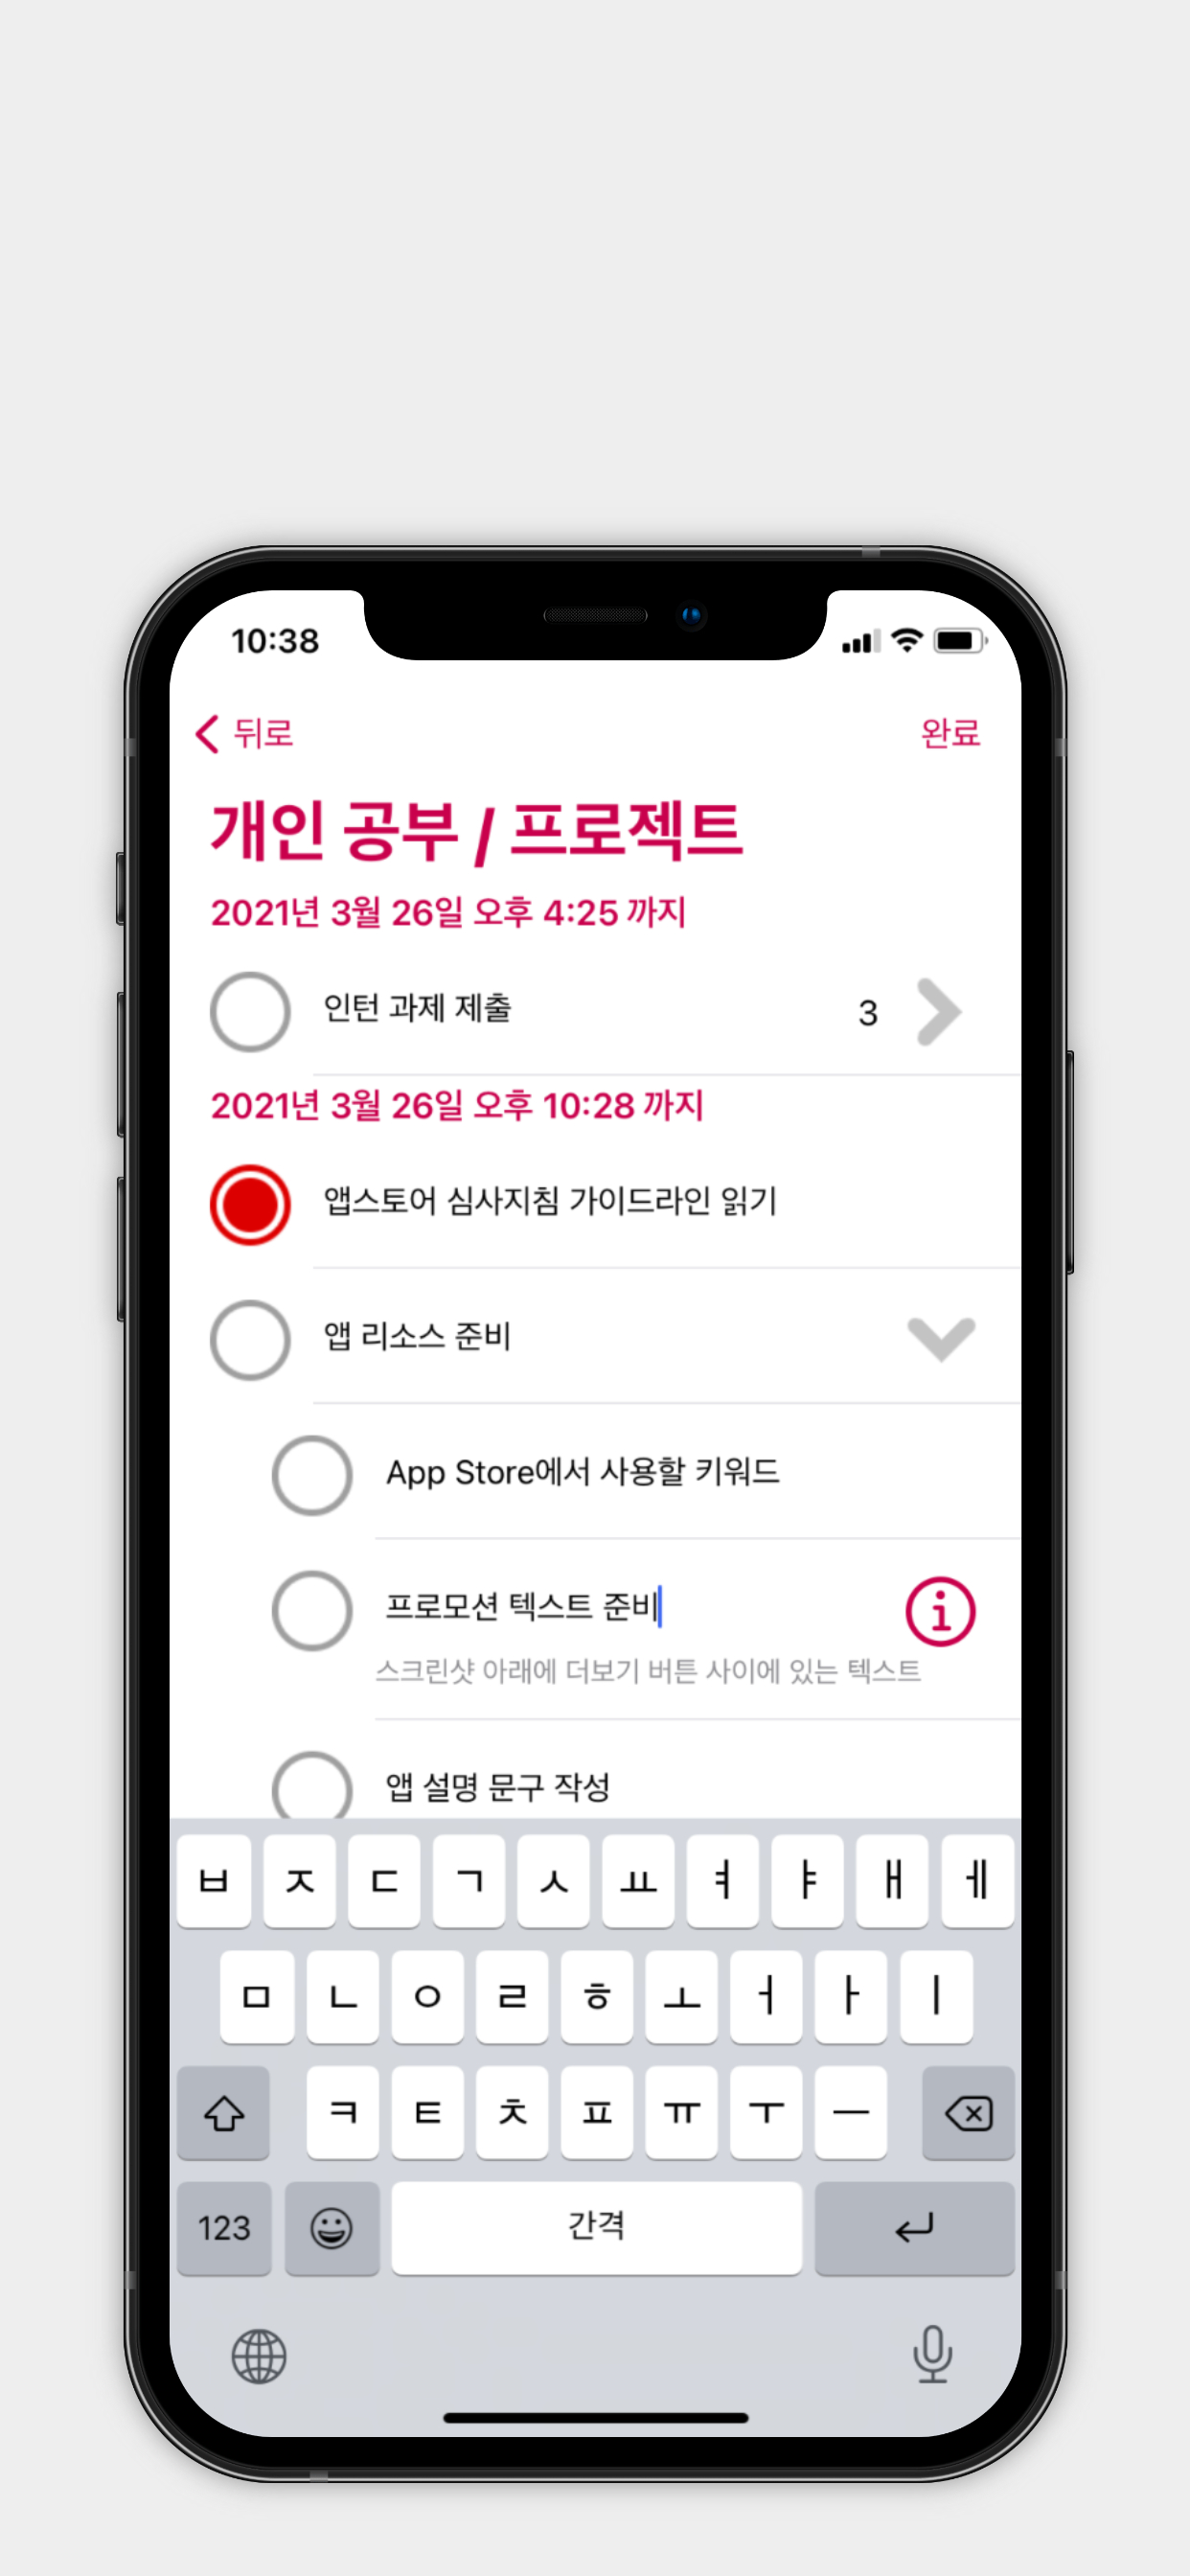 10:38
뒤로 완료
개인 공부 / 프로젝트
2021년 3월 26일 오후 4:25 까지
인턴 과제 제출 3
2021년 3월 26일 오후 10:28 까지
앱스토어 심사지침 가이드라인 읽기
앱 리소스 준비
App Store에서 사용할 키워드
프로모션 텍스트 준비
스크린샷 아래에 더보기 버튼 사이에 있는 텍스트
앱 설명 문구 작성
ㅂ ㅈ ㄷ ㄱ ㅅ ㅛ ㅕ ㅑ ㅐ ㅔ
ㅁ ㄴ ㅇ ㄹ ㅎ ㅗ ㅓ ㅏ ㅣ
ㅋ ㅌ ㅊ ㅍ ㅠ ㅜ ㅡ
123 간격